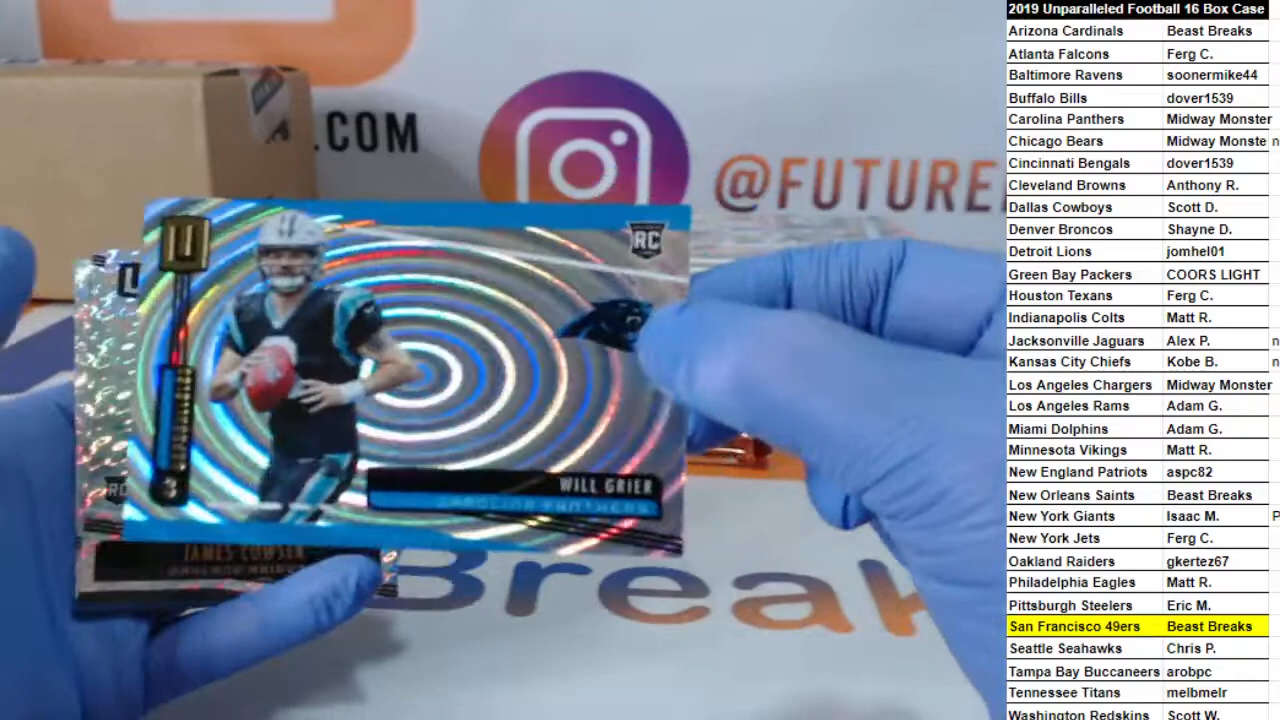 .COM
@FUTURE
RC
WILL GRIER
CAROLINA PANTHERS
JAMES COWSER
Break
2019 Unparalleled Football 16 Box Case
Arizona Cardinals Beast Breaks
Atlanta Falcons Ferg C.
Baltimore Ravens soonermike44
Buffalo Bills dover1539
Carolina Panthers Midway Monster
Chicago Bears Midway Monste n
Cincinnati Bengals dover1539
Cleveland Browns Anthony R.
Dallas Cowboys Scott D.
Denver Broncos Shayne D.
Detroit Lions jomhel01
Green Bay Packers COORS LIGHT
Houston Texans Ferg C.
Indianapolis Colts Matt R.
Jacksonville Jaguars Alex P. n
Kansas City Chiefs Kobe B. n
Los Angeles Chargers Midway Monster
Los Angeles Rams Adam G.
Miami Dolphins Adam G.
Minnesota Vikings Matt R.
New England Patriots aspc82
New Orleans Saints Beast Breaks
New York Giants Isaac M. P
New York Jets Ferg C.
Oakland Raiders gkertez67
Philadelphia Eagles Matt R.
Pittsburgh Steelers Eric M.
San Francisco 49ers Beast Breaks
Seattle Seahawks Chris P.
Tampa Bay Buccaneers arobpc
Tennessee Titans melbmelr
Washington Redskins Scott W.